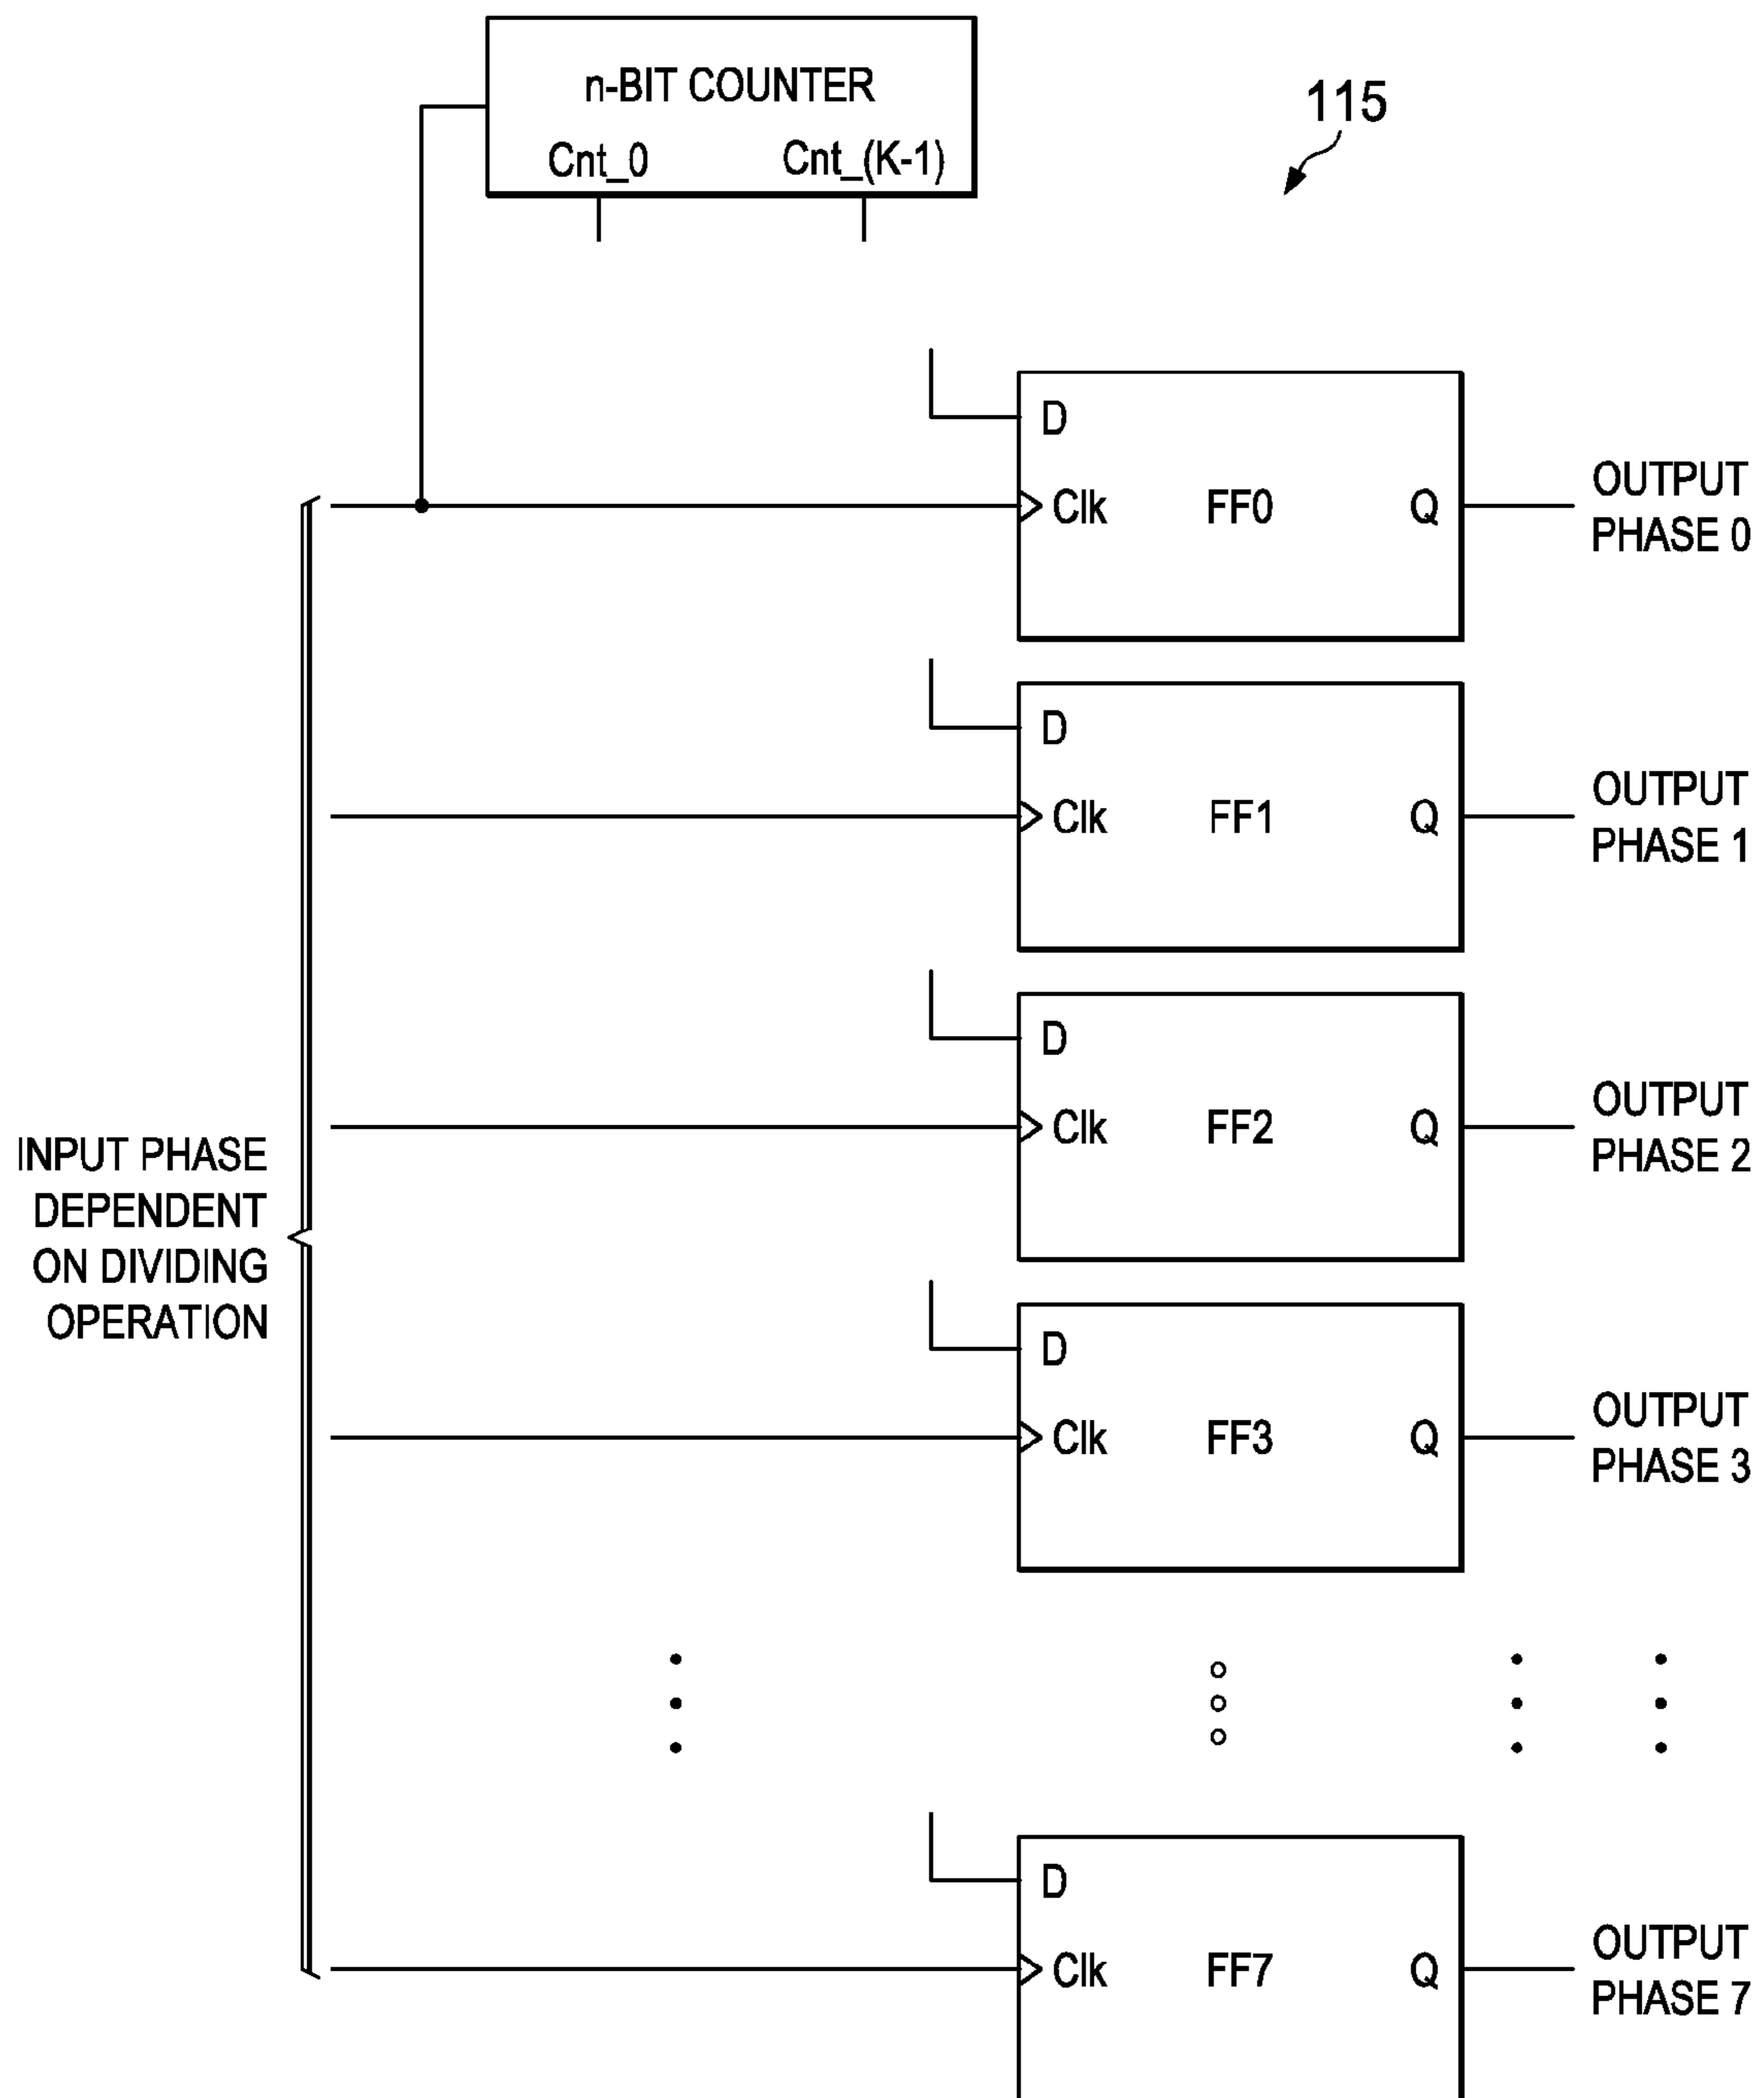 n-BIT COUNTER
Cnt_0 Cnt_(K-1)
115
D
Clk FF0 Q
OUTPUT
PHASE 0
D
Clk FF1 Q
OUTPUT
PHASE 1
D
Clk FF2 Q
OUTPUT
PHASE 2
INPUT PHASE
DEPENDENT
ON DIVIDING
OPERATION
D
Clk FF3 Q
OUTPUT
PHASE 3
D
Clk FF7 Q
OUTPUT
PHASE 7